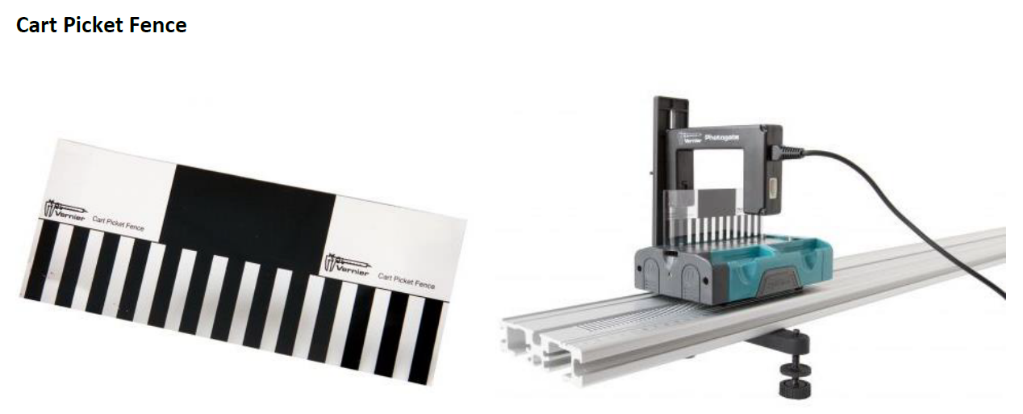 Cart Picket Fence
Vernier Cart Picket Fence
Vernier Cart Picket Fence
Vernier Photogate